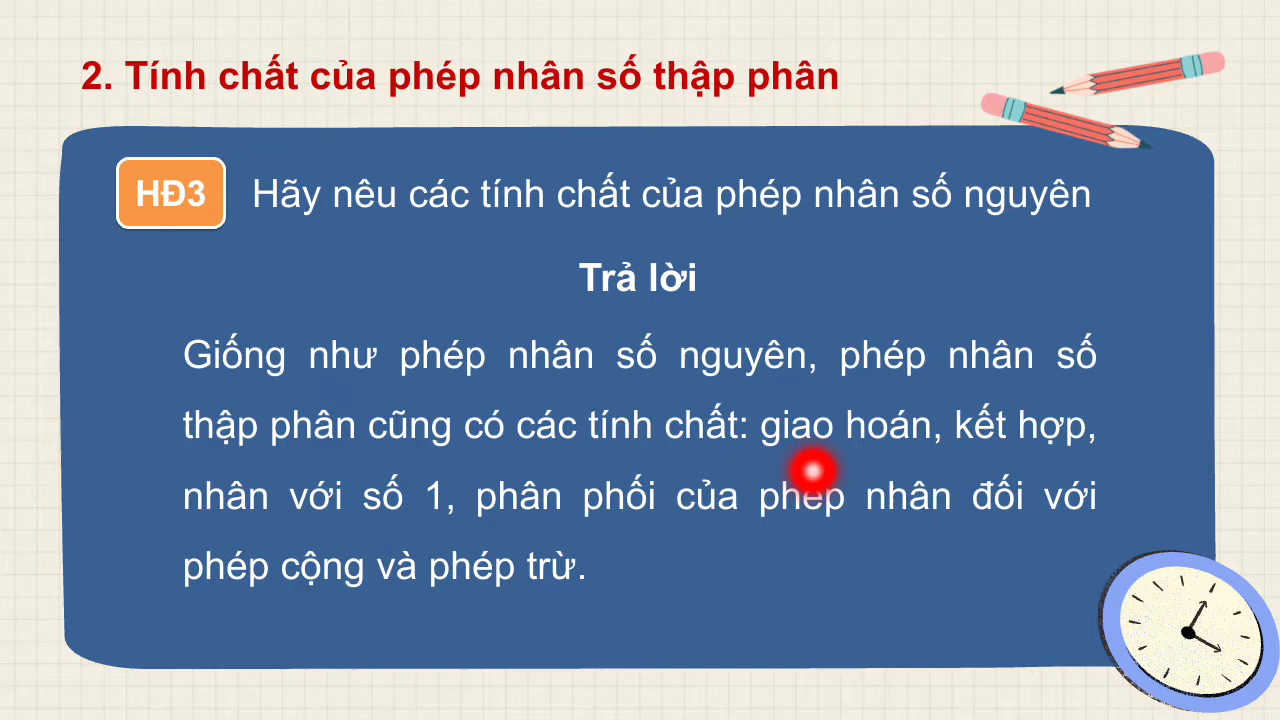 2. Tính chất của phép nhân số thập phân
HĐ3 Hãy nêu các tính chất của phép nhân số nguyên
Trả lời
Giống như phép nhân số nguyên, phép nhân số
thập phân cũng có các tính chất: giao hoán, kết hợp,
nhân với số 1, phân phối của phép nhân đối với
phép cộng và phép trừ.